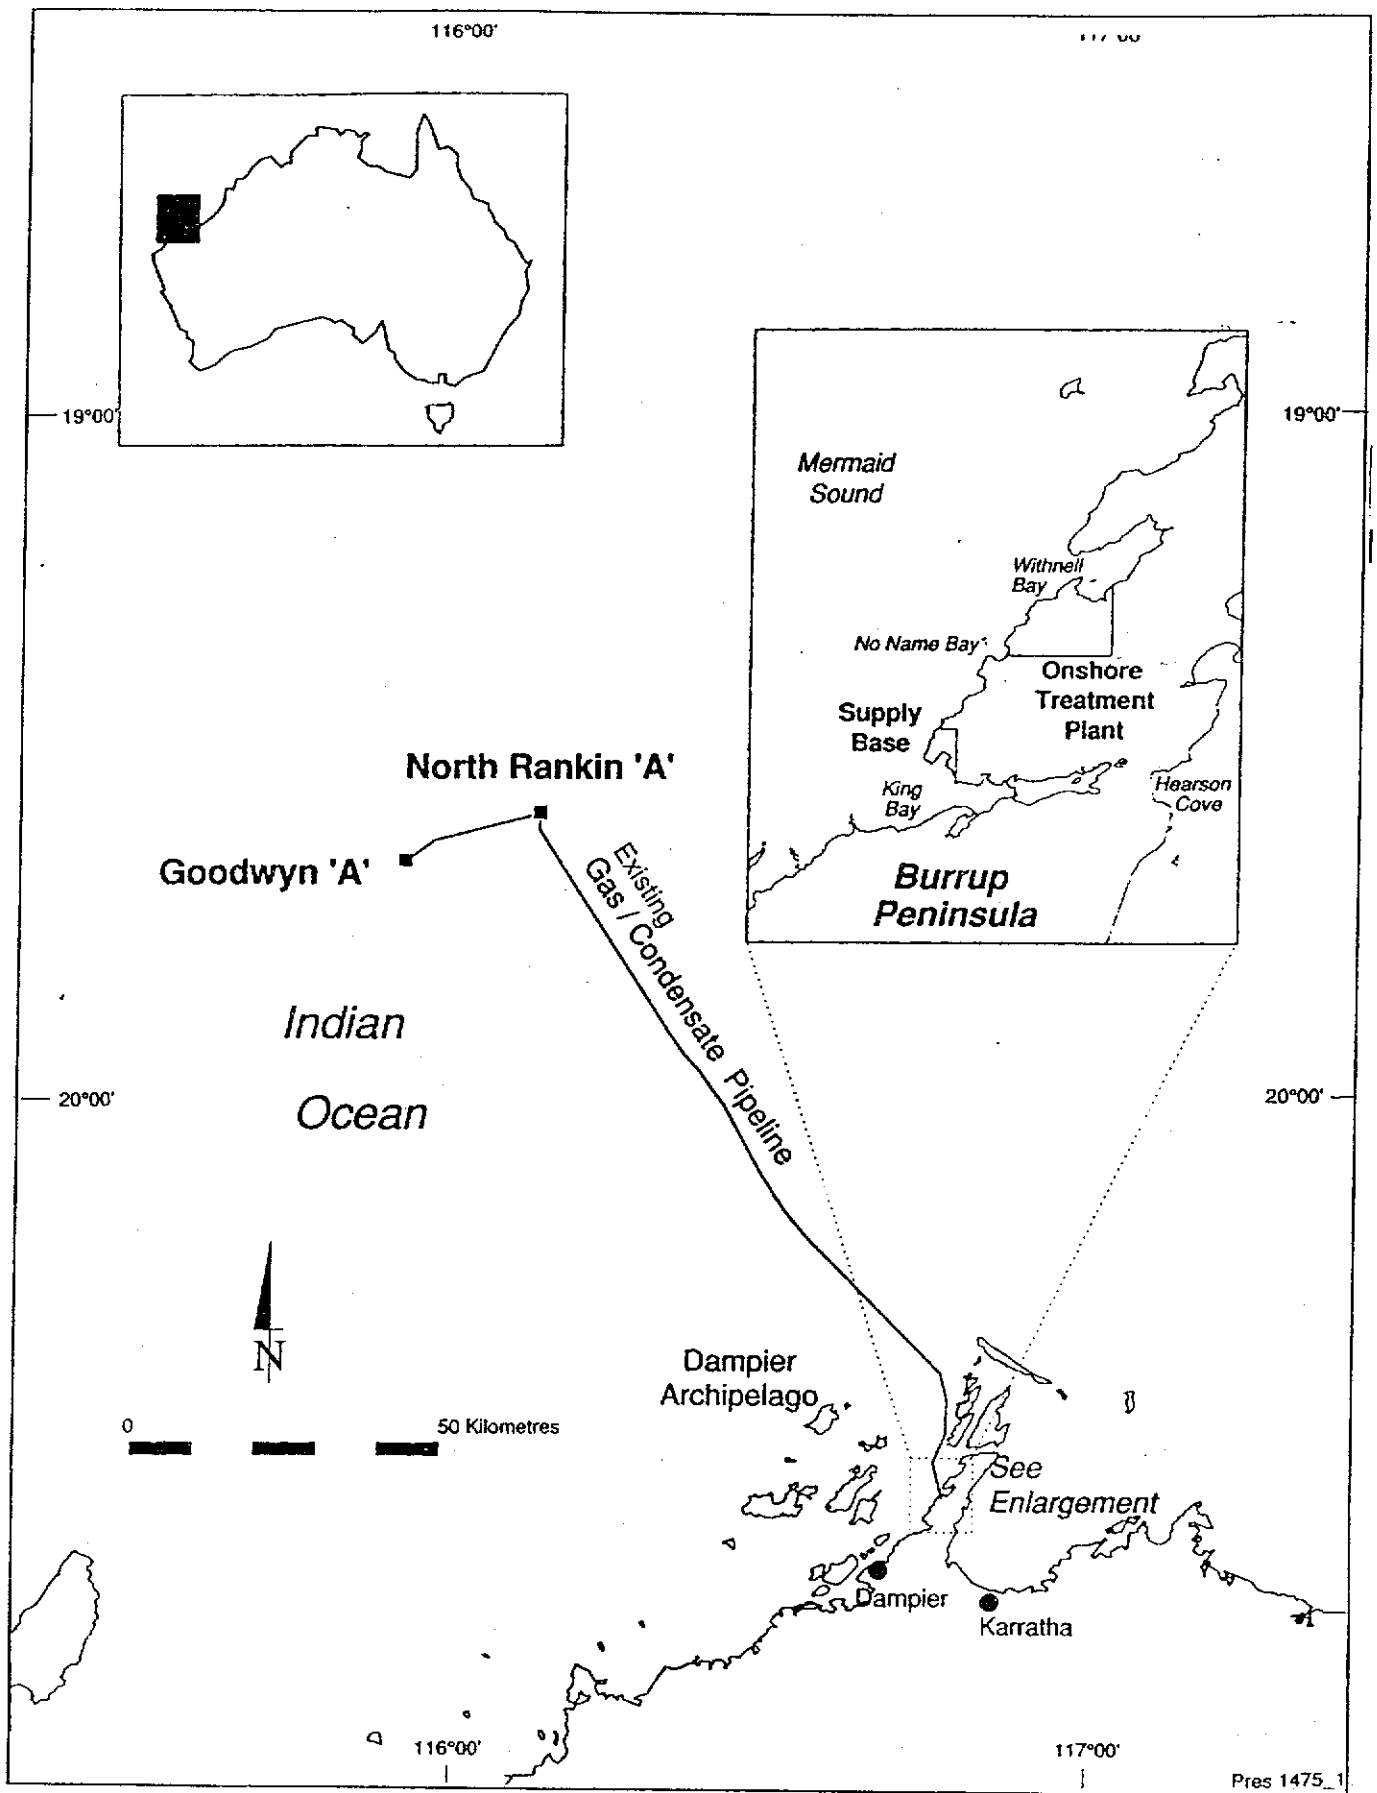 116°00'
117°00'
19°00'
19°00'
Mermaid
Sound
Withnell
Bay
No Name Bay
Onshore
Treatment
Plant
Supply
Base
King
Bay
Hearson
Cove
Burrup
Peninsula
North Rankin 'A'
Goodwyn 'A'
Existing
Gas / Condensate Pipeline
Indian
Ocean
20°00'
20°00'
N
Dampier
Archipelago
0
50 Kilometres
See
Enlargement
Dampier
Karratha
116°00'
117°00'
Pres 1475_1